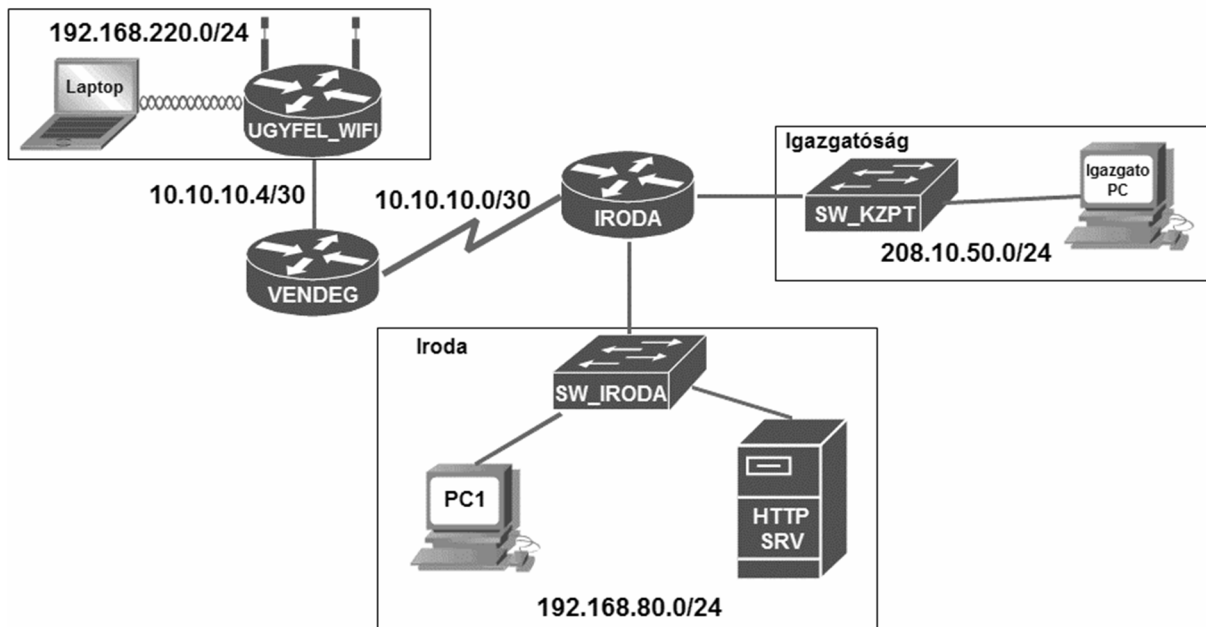 192.168.220.0/24
Laptop
UGYFEL_WIFI
10.10.10.4/30
10.10.10.0/30
VENDEG
IRODA
Igazgatóság
SW_KZPT
Igazgato
PC
208.10.50.0/24
Iroda
SW_IRODA
PC1
HTTP
SRV
192.168.80.0/24